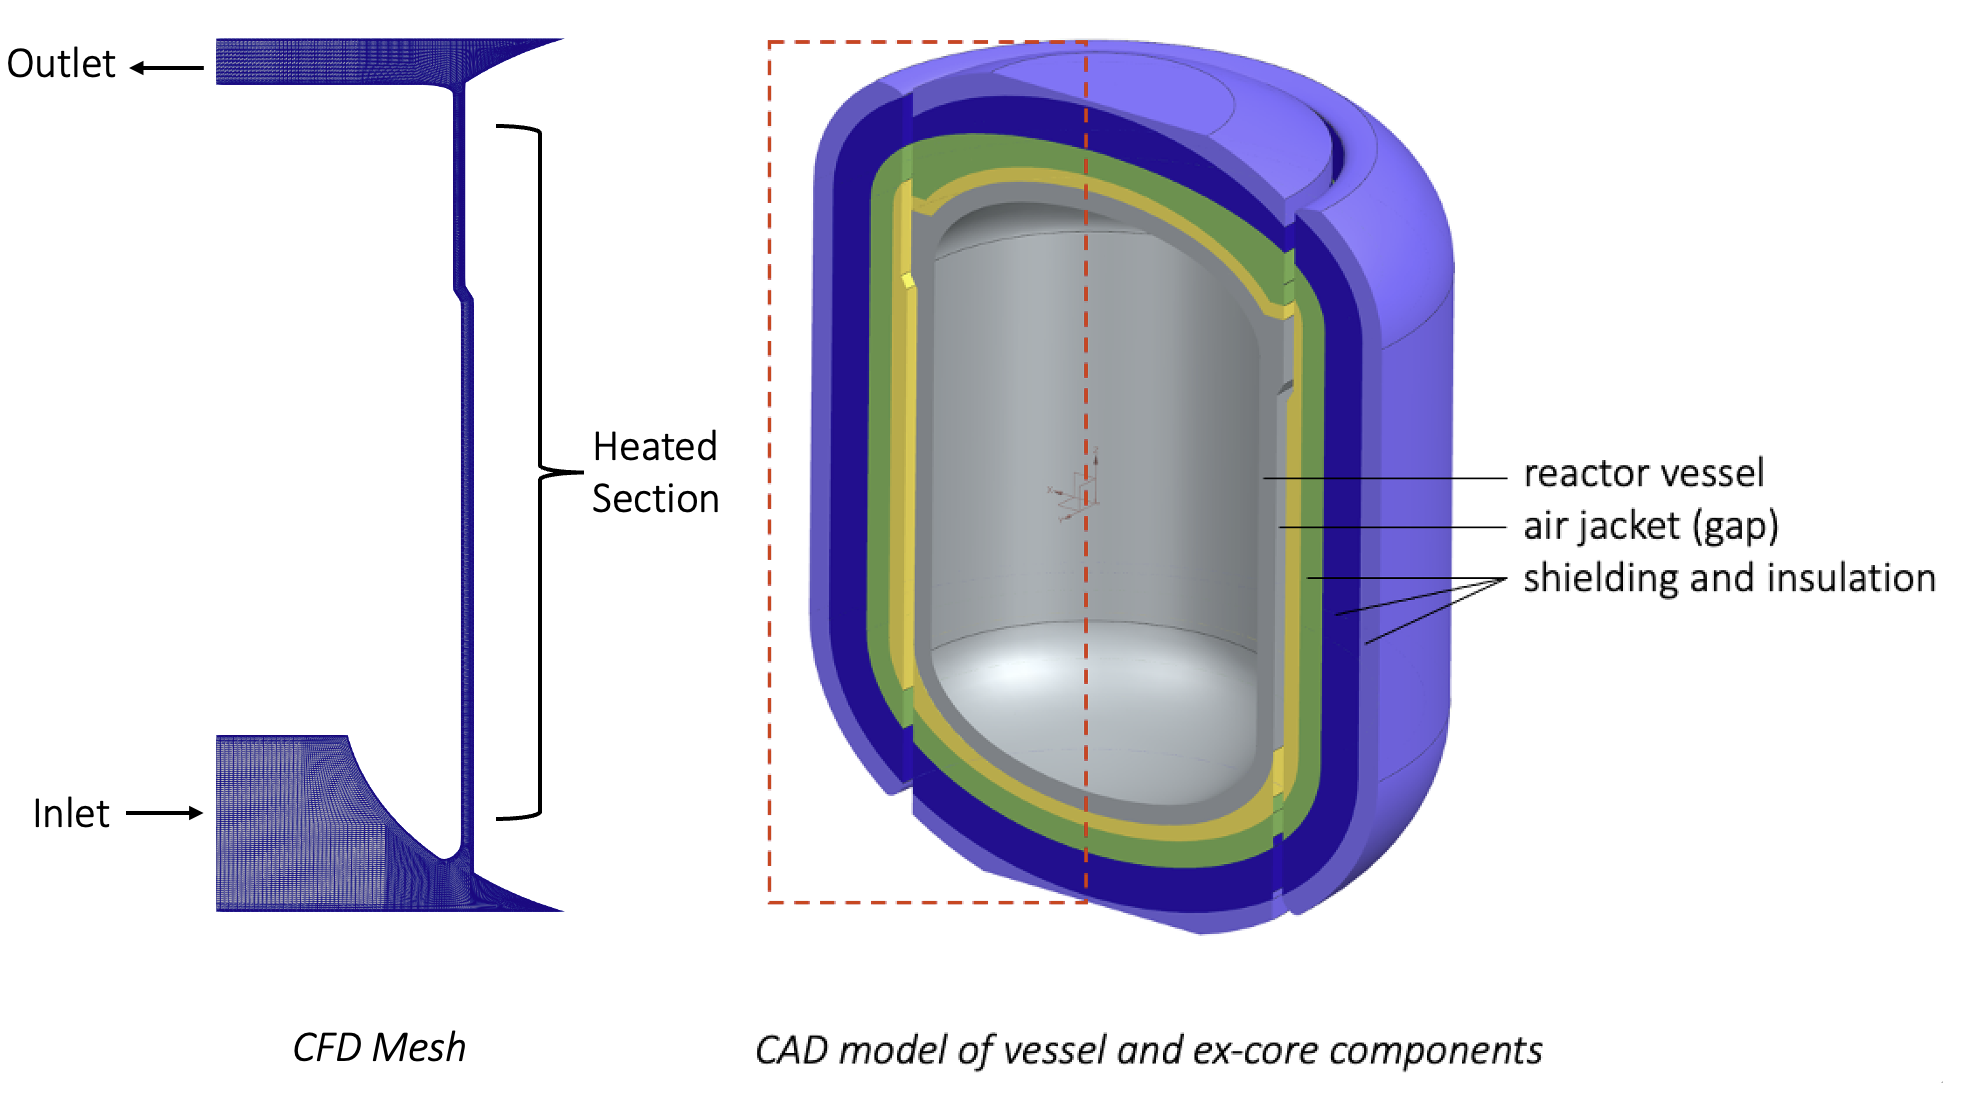 Outlet
Heated
Section
Inlet
CFD Mesh
reactor vessel
air jacket (gap)
shielding and insulation
CAD model of vessel and ex-core components